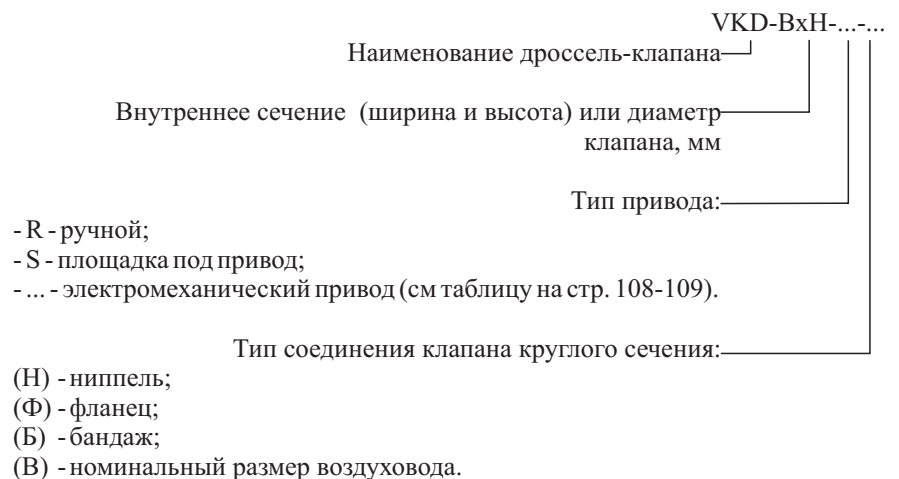 VKD-BxH-...-...
Наименование дроссель-клапана
Внутреннее сечение (ширина и высота) или диаметр
клапана, мм
Тип привода:
- R - ручной;
- S - площадка под привод;
- ... - электромеханический привод (см таблицу на стр. 108-109).
Тип соединения клапана круглого сечения:
(Н) - ниппель;
(Ф) - фланец;
(Б) - бандаж;
(В) - номинальный размер воздуховода.